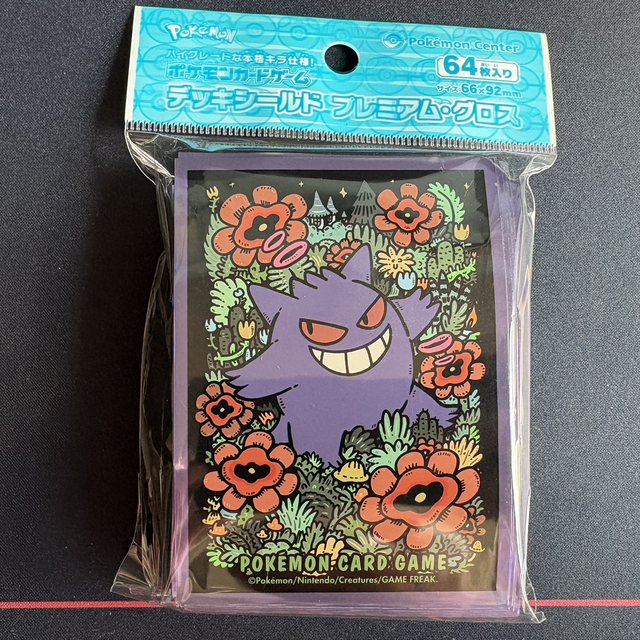 Pokémon
Pokémon Center
ハイグレードな本格キラ仕様!
ポケモンカードゲーム
64枚入り
サイズ66×92mm
デッキシールド プレミアム・グロス
POKÉMON CARD GAME
©Pokémon/Nintendo/Creatures/GAME FREAK.